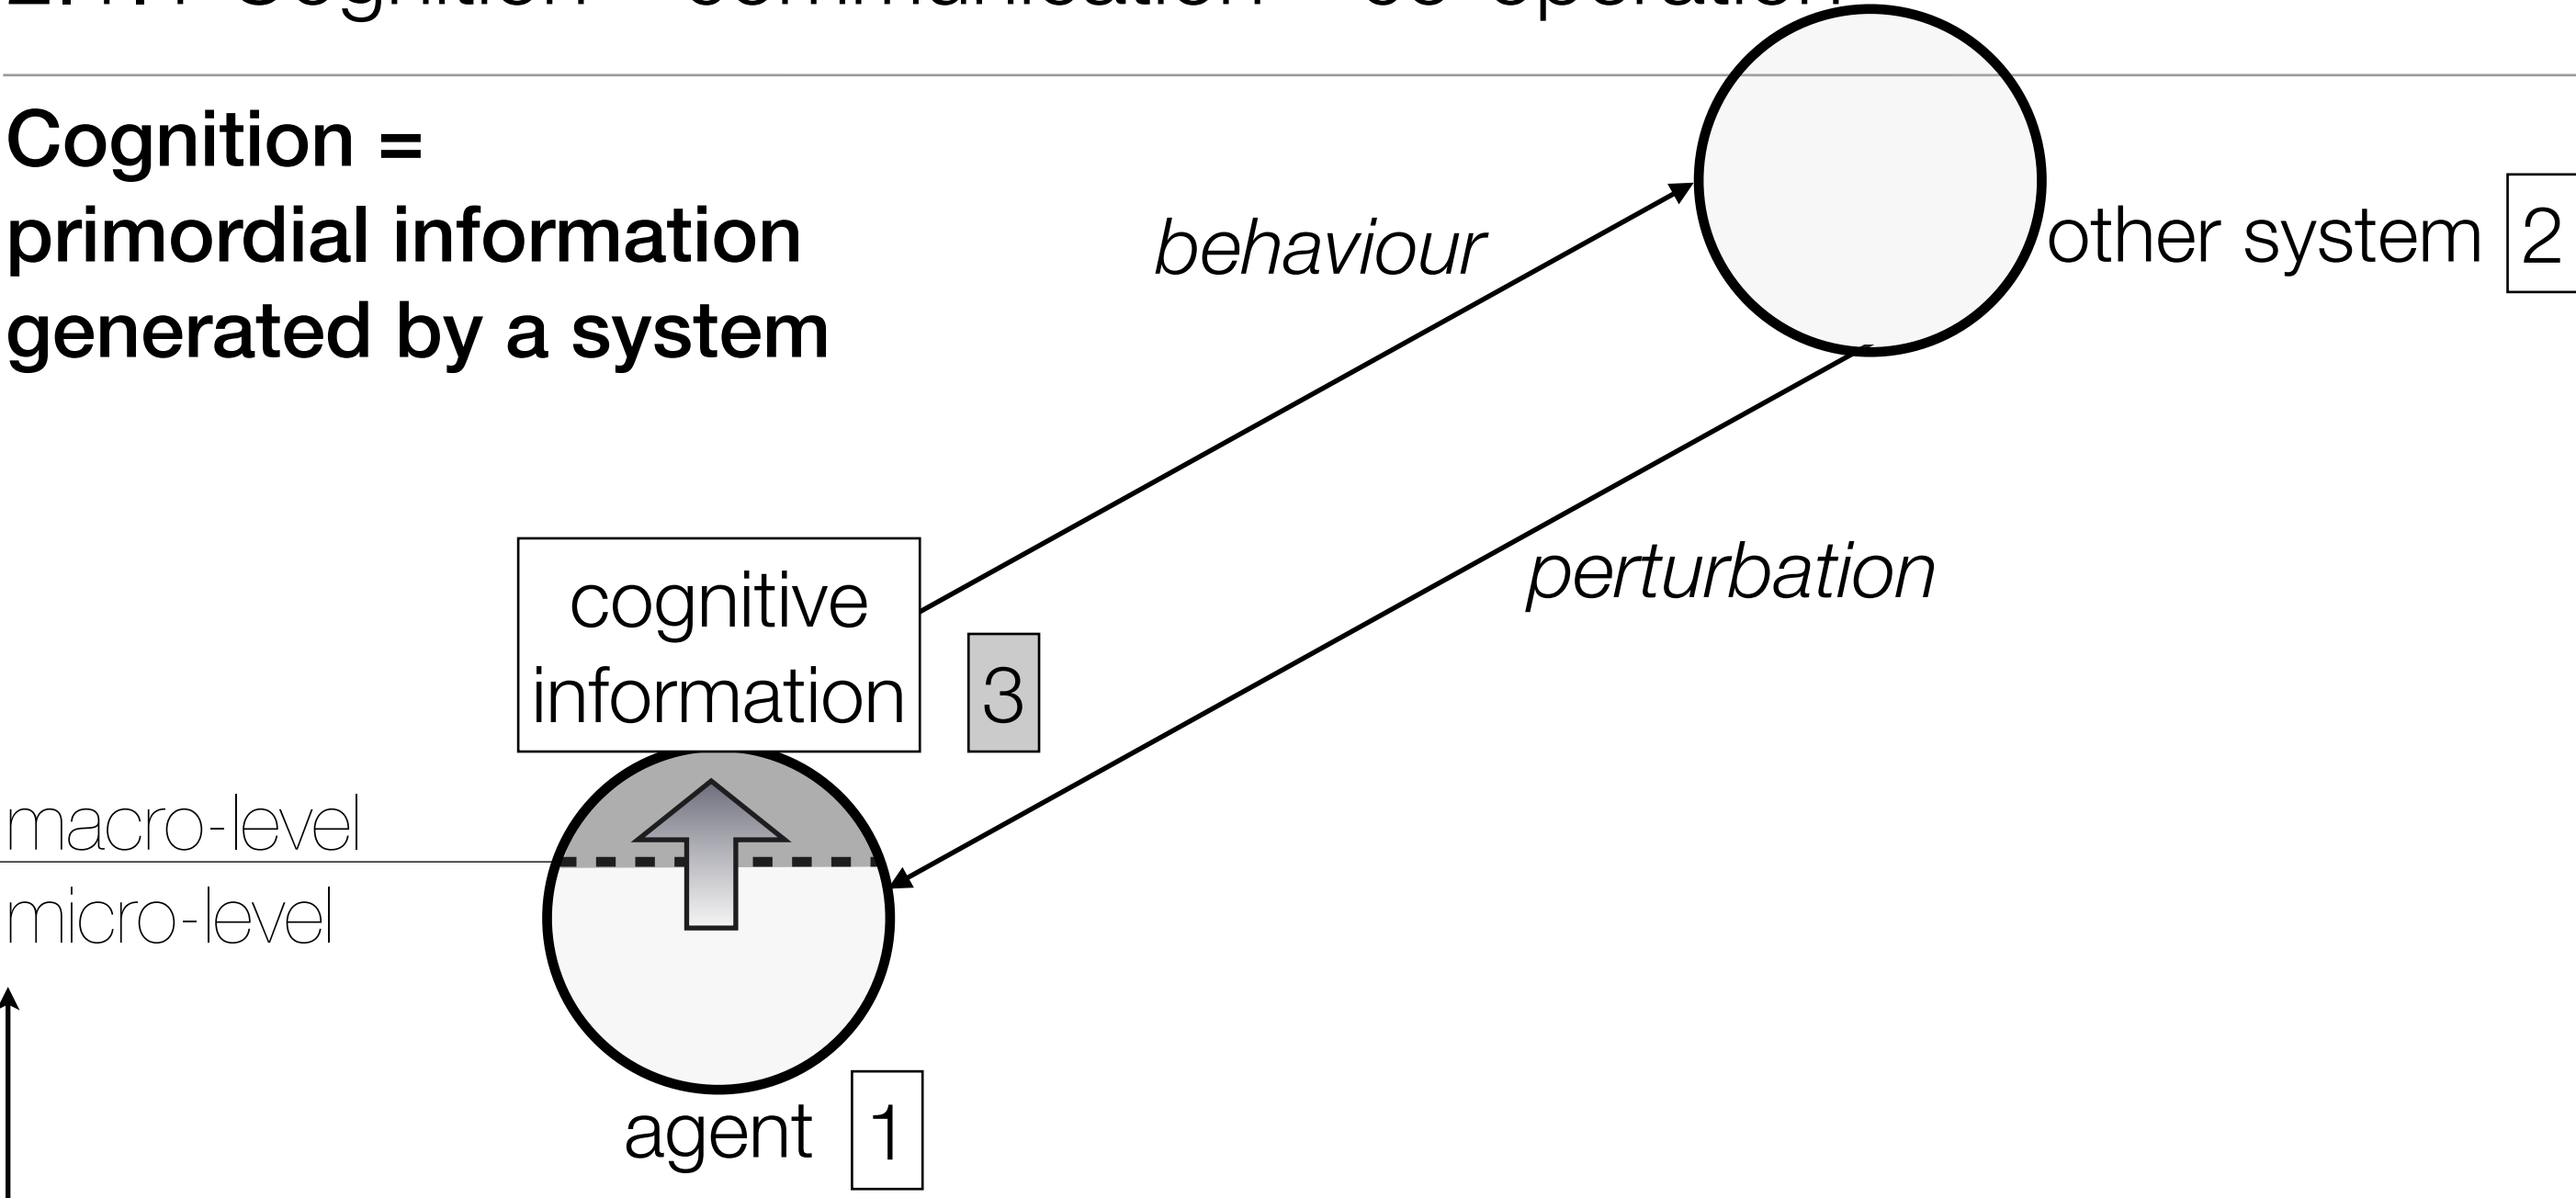 Cognition =
primordial information
generated by a system
behaviour
other system 2
perturbation
cognitive
information
3
macro-level
micro-level
agent 1